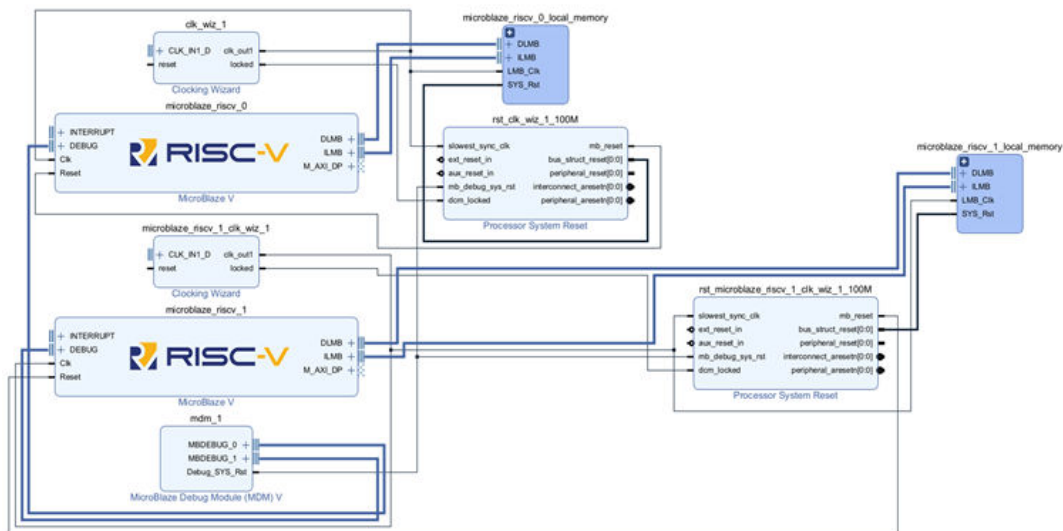 clk_wiz_1
CLK_IN1_D clk_out1
reset locked
Clocking Wizard
microblaze_riscv_0_local_memory
DLMB
ILMB
LMB_Clk
SYS_Rst
microblaze_riscv_0
INTERRUPT
DEBUG
Clk
Reset
RISC-V
DLMB
ILMB
M_AXI_DP
MicroBlaze V
rst_clk_wiz_1_100M
slowest_sync_clk mb_reset
ext_reset_in bus_struct_reset[0:0]
aux_reset_in peripheral_reset[0:0]
mb_debug_sys_rst interconnect_aresetn[0:0]
dcm_locked peripheral_aresetn[0:0]
Processor System Reset
microblaze_riscv_1_local_memory
DLMB
ILMB
LMB_Clk
SYS_Rst
microblaze_riscv_1_clk_wiz_1
CLK_IN1_D clk_out1
reset locked
Clocking Wizard
microblaze_riscv_1
INTERRUPT
DEBUG
Clk
Reset
RISC-V
DLMB
ILMB
M_AXI_DP
MicroBlaze V
rst_microblaze_riscv_1_clk_wiz_1_100M
slowest_sync_clk mb_reset
ext_reset_in bus_struct_reset[0:0]
aux_reset_in peripheral_reset[0:0]
mb_debug_sys_rst interconnect_aresetn[0:0]
dcm_locked peripheral_aresetn[0:0]
Processor System Reset
mdm_1
MBDEBUG_0
MBDEBUG_1
Debug_SYS_Rst
MicroBlaze Debug Module (MDM) V